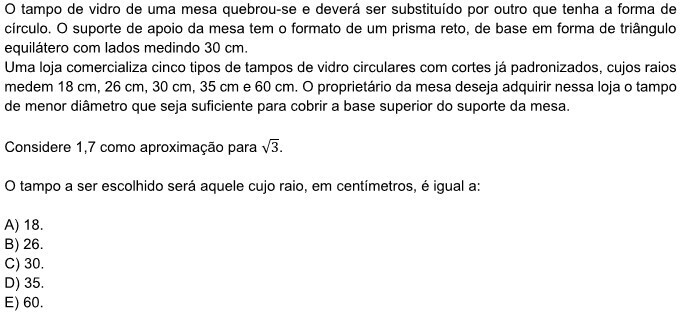 O tampo de vidro de uma mesa quebrou-se e deverá ser substituído por outro que tenha a forma de
círculo. O suporte de apoio da mesa tem o formato de um prisma reto, de base em forma de triângulo
equilátero com lados medindo 30 cm.
Uma loja comercializa cinco tipos de tampos de vidro circulares com cortes já padronizados, cujos raios
medem 18 cm, 26 cm, 30 cm, 35 cm e 60 cm. O proprietário da mesa deseja adquirir nessa loja o tampo
de menor diâmetro que seja suficiente para cobrir a base superior do suporte da mesa.
Considere 1,7 como aproximação para √3.
O tampo a ser escolhido será aquele cujo raio, em centímetros, é igual a:
A) 18.
B) 26.
C) 30.
D) 35.
E) 60.